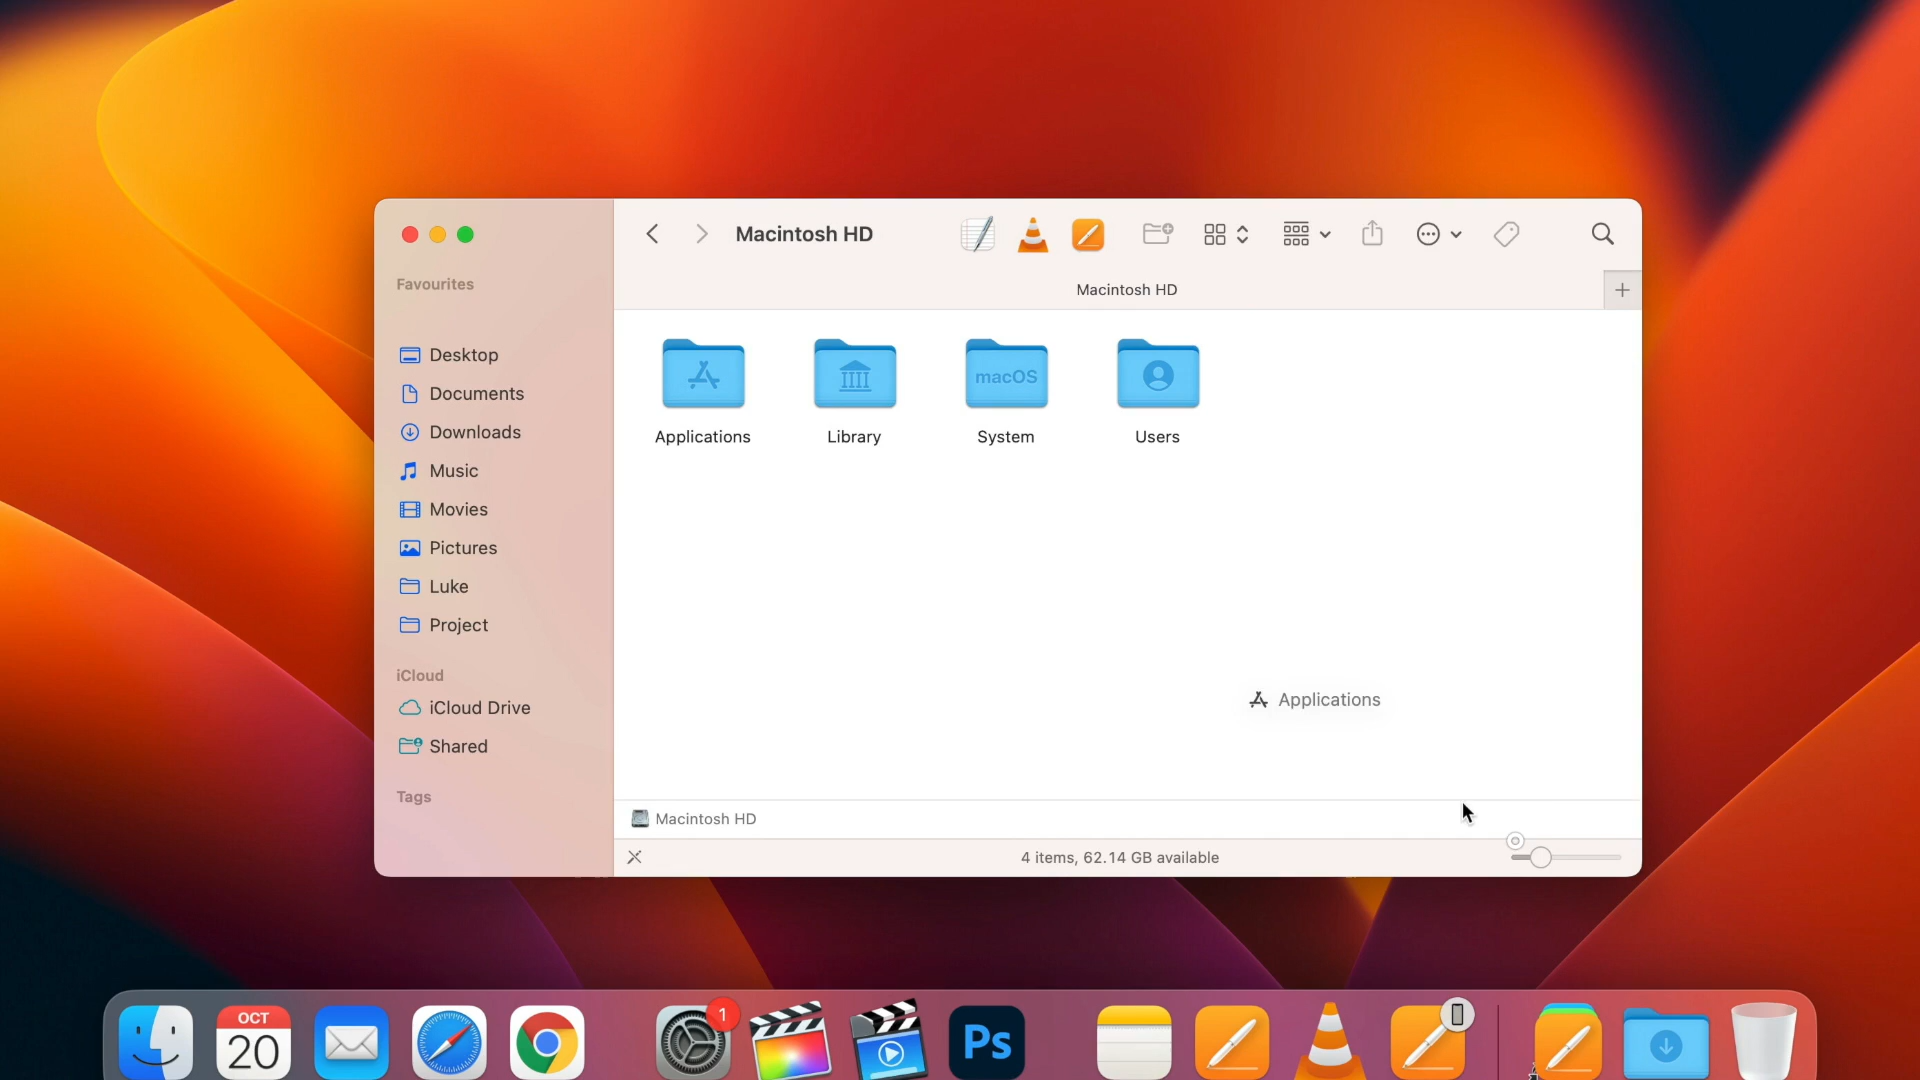 Macintosh HD
Favourites
Macintosh HD
Desktop
Documents
Downloads
Music
Movies
Pictures
Luke
Project
iCloud
iCloud Drive
Shared
Tags
macOS
Applications
Library
System
Users
Applications
Macintosh HD
4 items, 62.14 GB available
OCT
20
1
Ps